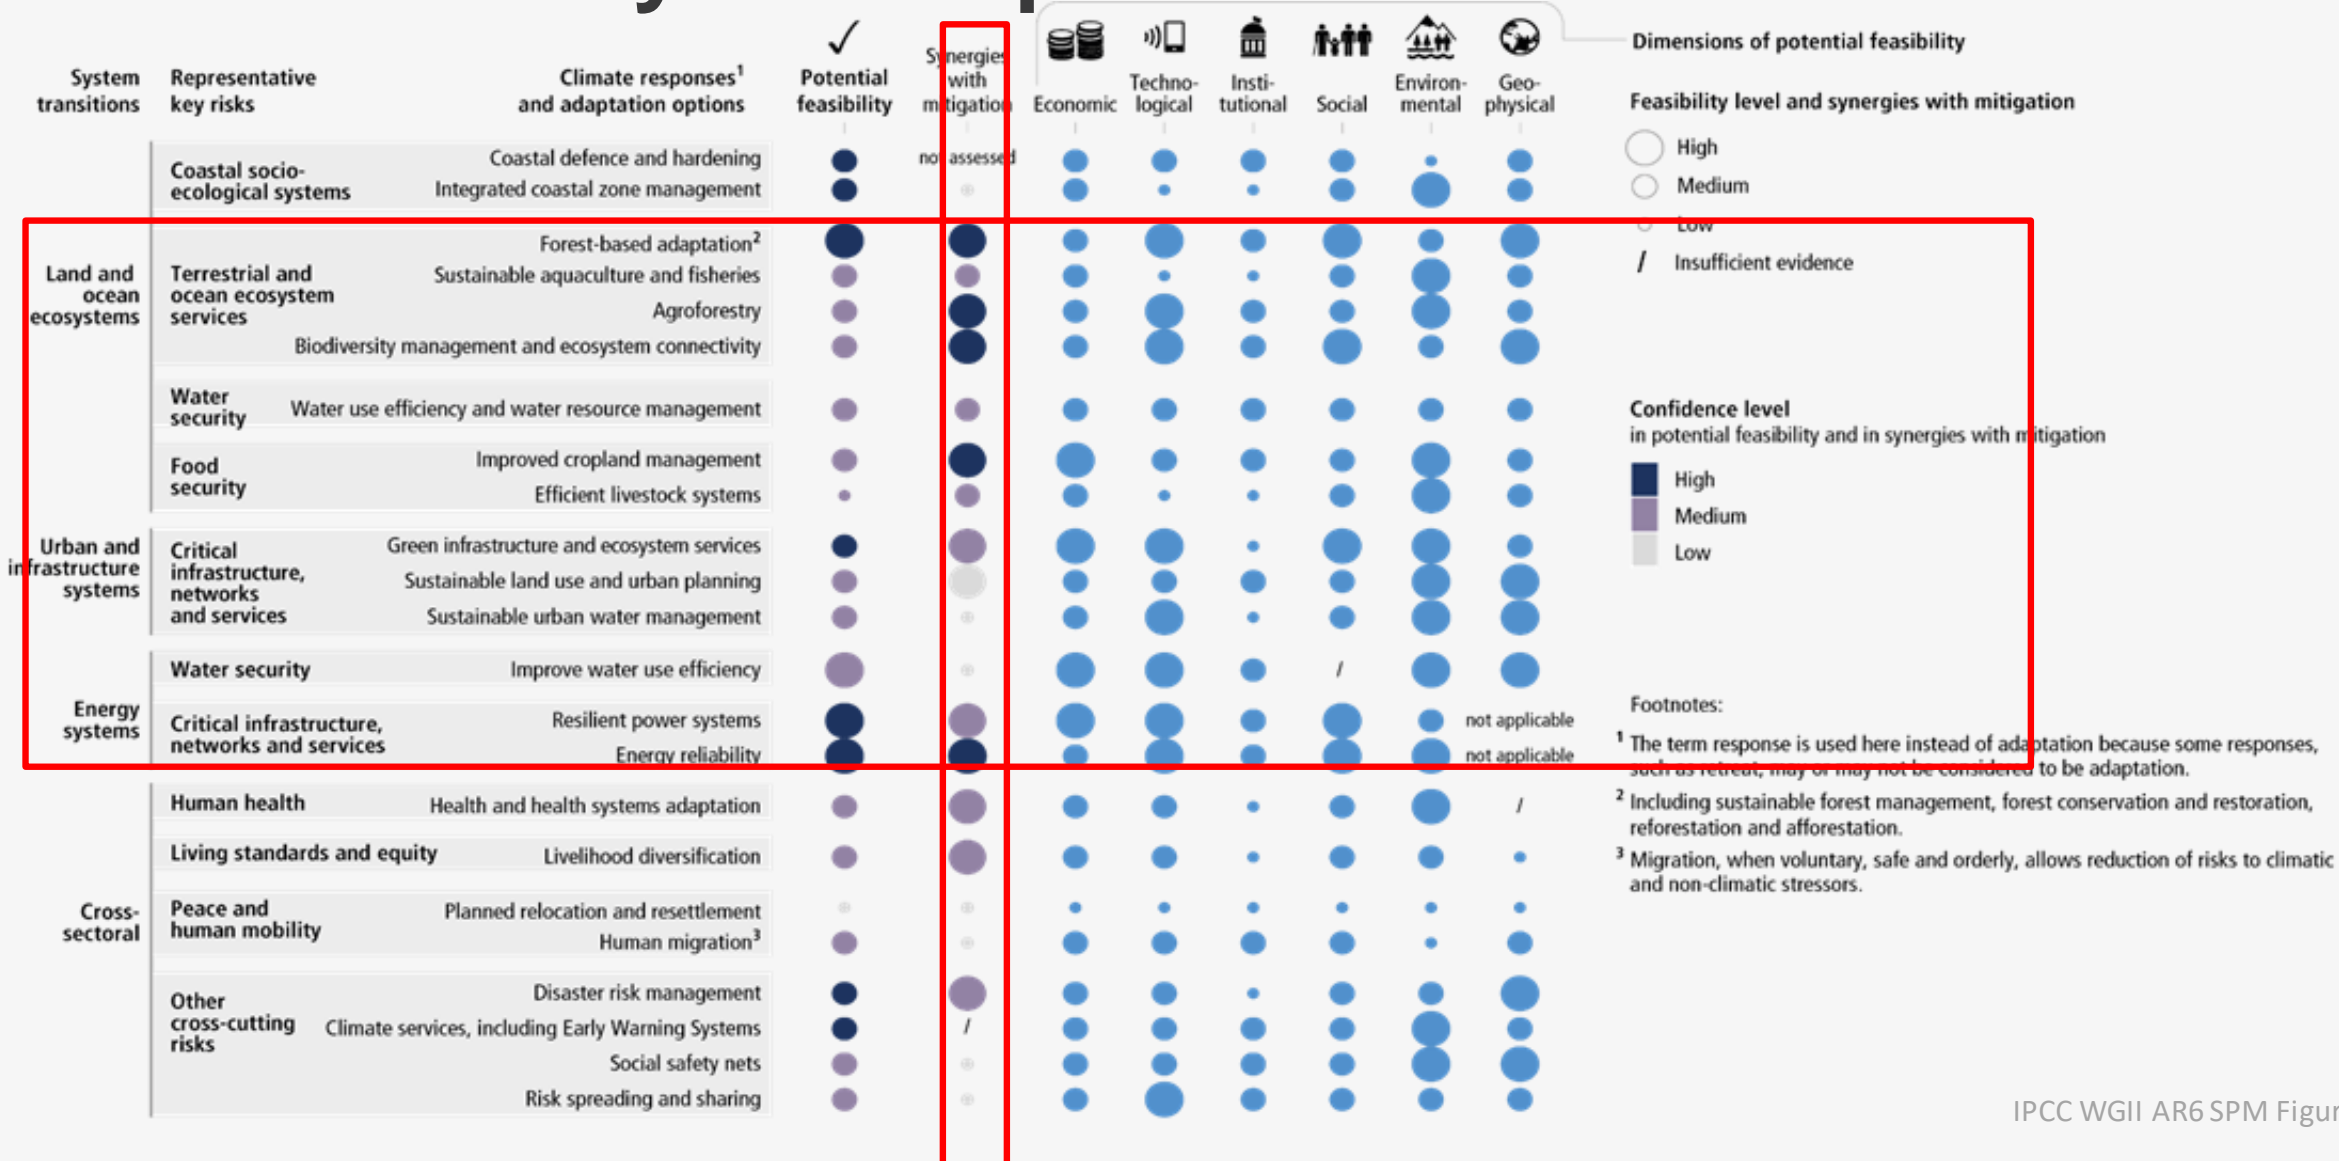 System transitions
Representative key risks
Climate responses¹ and adaptation options
Potential feasibility
Synergies with mitigation
Economic
Techno-logical
Insti-tutional
Social
Environ-mental
Geo-physical
Dimensions of potential feasibility
Feasibility level and synergies with mitigation
High
Medium
Low
/ Insufficient evidence
Confidence level
in potential feasibility and in synergies with mitigation
High
Medium
Low
Land and ocean ecosystems
Coastal socio-ecological systems
Coastal defence and hardening
not assessed
Integrated coastal zone management
Terrestrial and ocean ecosystem services
Forest-based adaptation²
Sustainable aquaculture and fisheries
Agroforestry
Biodiversity management and ecosystem connectivity
Water security
Water use efficiency and water resource management
Food security
Improved cropland management
Efficient livestock systems
Urban and infrastructure systems
Critical infrastructure, networks and services
Green infrastructure and ecosystem services
Sustainable land use and urban planning
Sustainable urban water management
Energy systems
Water security
Improve water use efficiency
/
Critical infrastructure, networks and services
Resilient power systems
not applicable
Energy reliability
not applicable
Cross-sectoral
Human health
Health and health systems adaptation
/
Living standards and equity
Livelihood diversification
Peace and human mobility
Planned relocation and resettlement
Human migration³
Other cross-cutting risks
Disaster risk management
Climate services, including Early Warning Systems
/
Social safety nets
Risk spreading and sharing
Footnotes:
¹ The term response is used here instead of adaptation because some responses,
such as retreat, may or may not be considered to be adaptation.
² Including sustainable forest management, forest conservation and restoration,
reforestation and afforestation.
³ Migration, when voluntary, safe and orderly, allows reduction of risks to climatic
and non-climatic stressors.
IPCC WGII AR6 SPM Figur